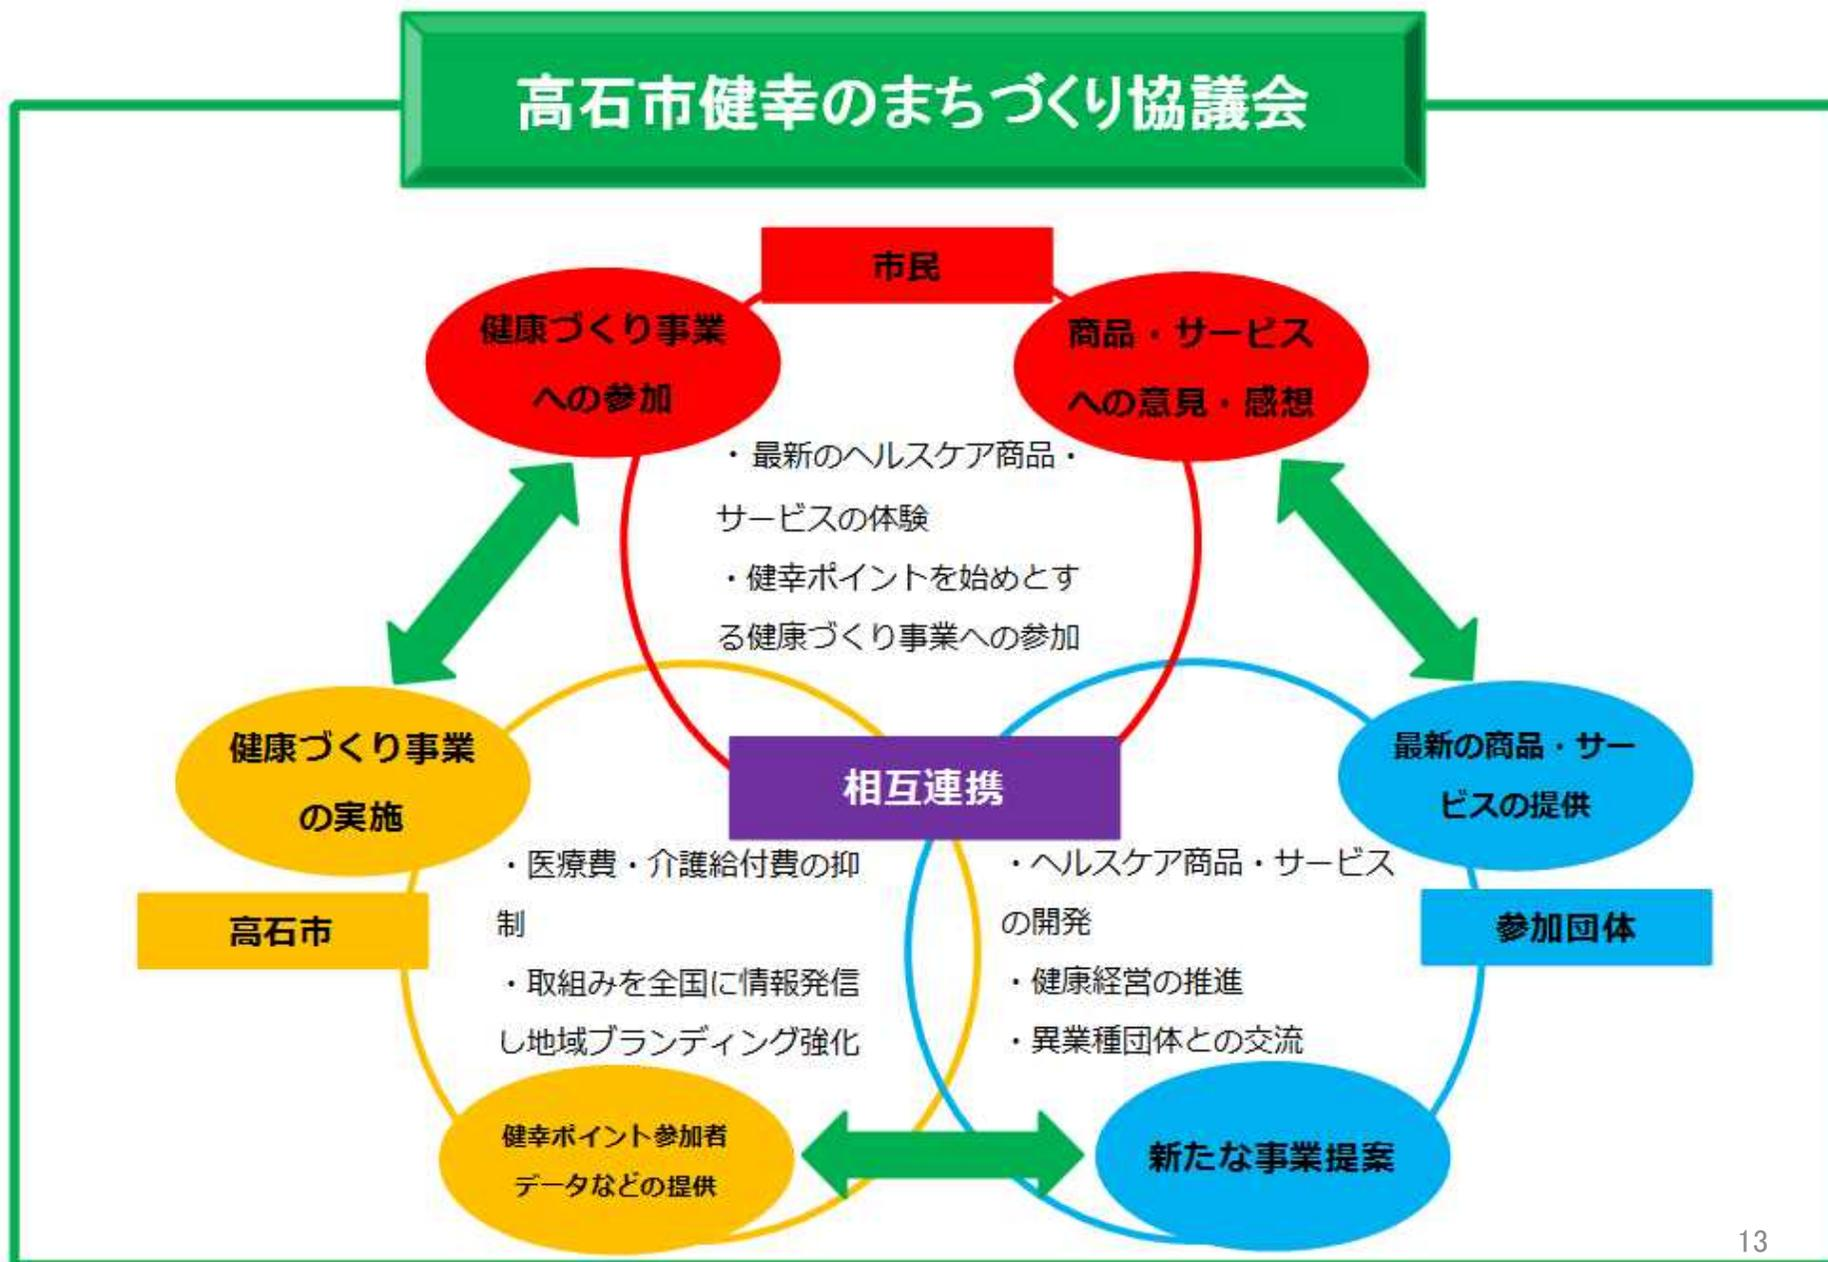 高石市健幸のまちづくり協議会
市民
健康づくり事業
への参加
商品・サービス
への意見・感想
・最新のヘルスケア商品・
サービスの体験
・健幸ポイントを始めとす
る健康づくり事業への参加
相互連携
健康づくり事業
の実施
高石市
・医療費・介護給付費の抑
制
・取組みを全国に情報発信
し地域ブランディング強化
健幸ポイント参加者
データなどの提供
最新の商品・サー
ビスの提供
参加団体
・ヘルスケア商品・サービス
の開発
・健康経営の推進
・異業種団体との交流
新たな事業提案
13